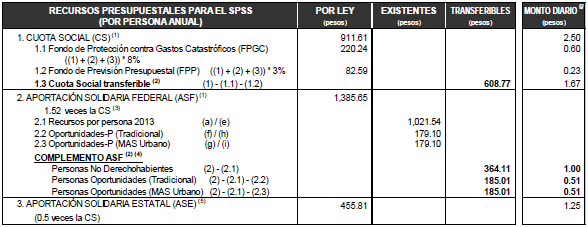 RECURSOS PRESUPUESTALES PARA EL SPSS (POR PERSONA ANUAL) POR LEY (pesos) EXISTENTES (pesos) TRANSFERIBLES (pesos) MONTO DIARIO 6/ (pesos)
1. CUOTA SOCIAL (CS) (1) 911.61 2.50
1.1 Fondo de Protección contra Gastos Catastróficos (FPGC) 220.24 0.60
((1) + (2) + (3)) * 8%
1.2 Fondo de Previsión Presupuestal (FPP) ((1) + (2) + (3)) * 3% 82.59 0.23
1.3 Cuota Social transferible (2) (1) - (1.1) - (1.2) 608.77 1.67
2. APORTACIÓN SOLIDARIA FEDERAL (ASF) (1) 1,385.65
1.52 veces la CS (3)
2.1 Recursos por persona 2013 (a) / (e) 1,021.54
2.2 Oportunidades-P (Tradicional) (f) / (h) 179.10
2.3 Oportunidades-P (MAS Urbano) (g) / (i) 179.10
COMPLEMENTO ASF (2) (4)
Personas No Derechohabientes (2) - (2.1) 364.11 1.00
Personas Oportunidades (Tradicional) (2) - (2.1) - (2.2) 185.01 0.51
Personas Oportunidades (MAS Urbano) (2) - (2.1) - (2.3) 185.01 0.51
3. APORTACIÓN SOLIDARIA ESTATAL (ASE) (5) 455.81 1.25
(0.5 veces la CS)